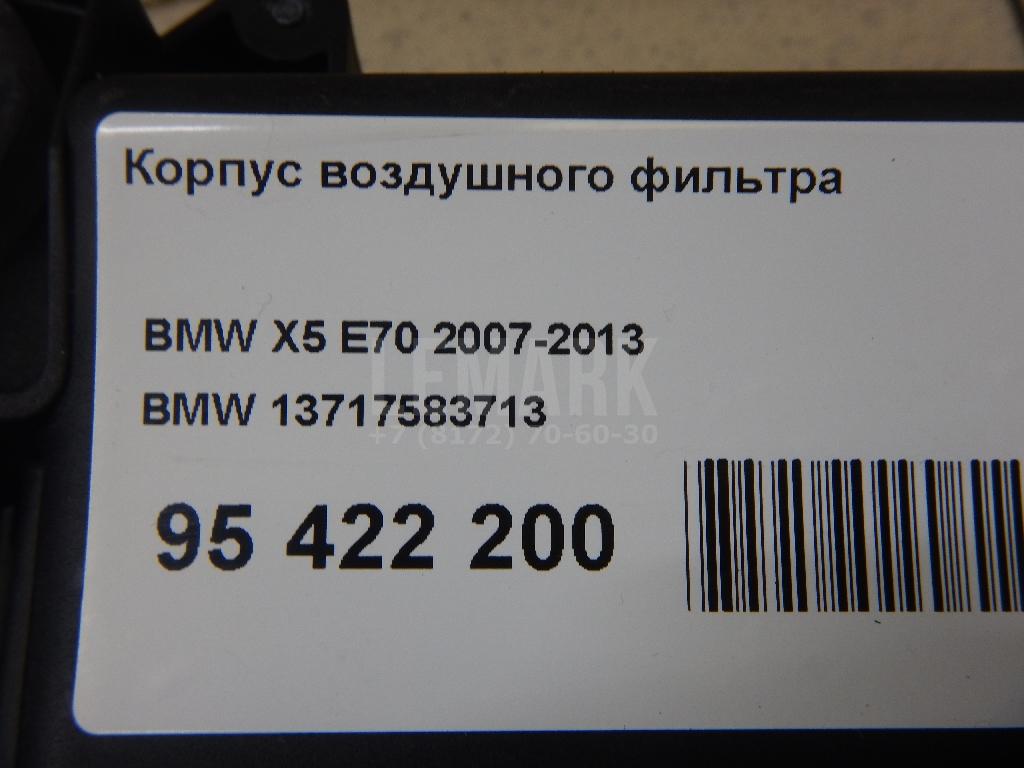 Корпус воздушного фильтра
BMW X5 E70 2007-2013
LEMARK
BMW 13717583713
+7 (8172) 70-60-30
95 422 200